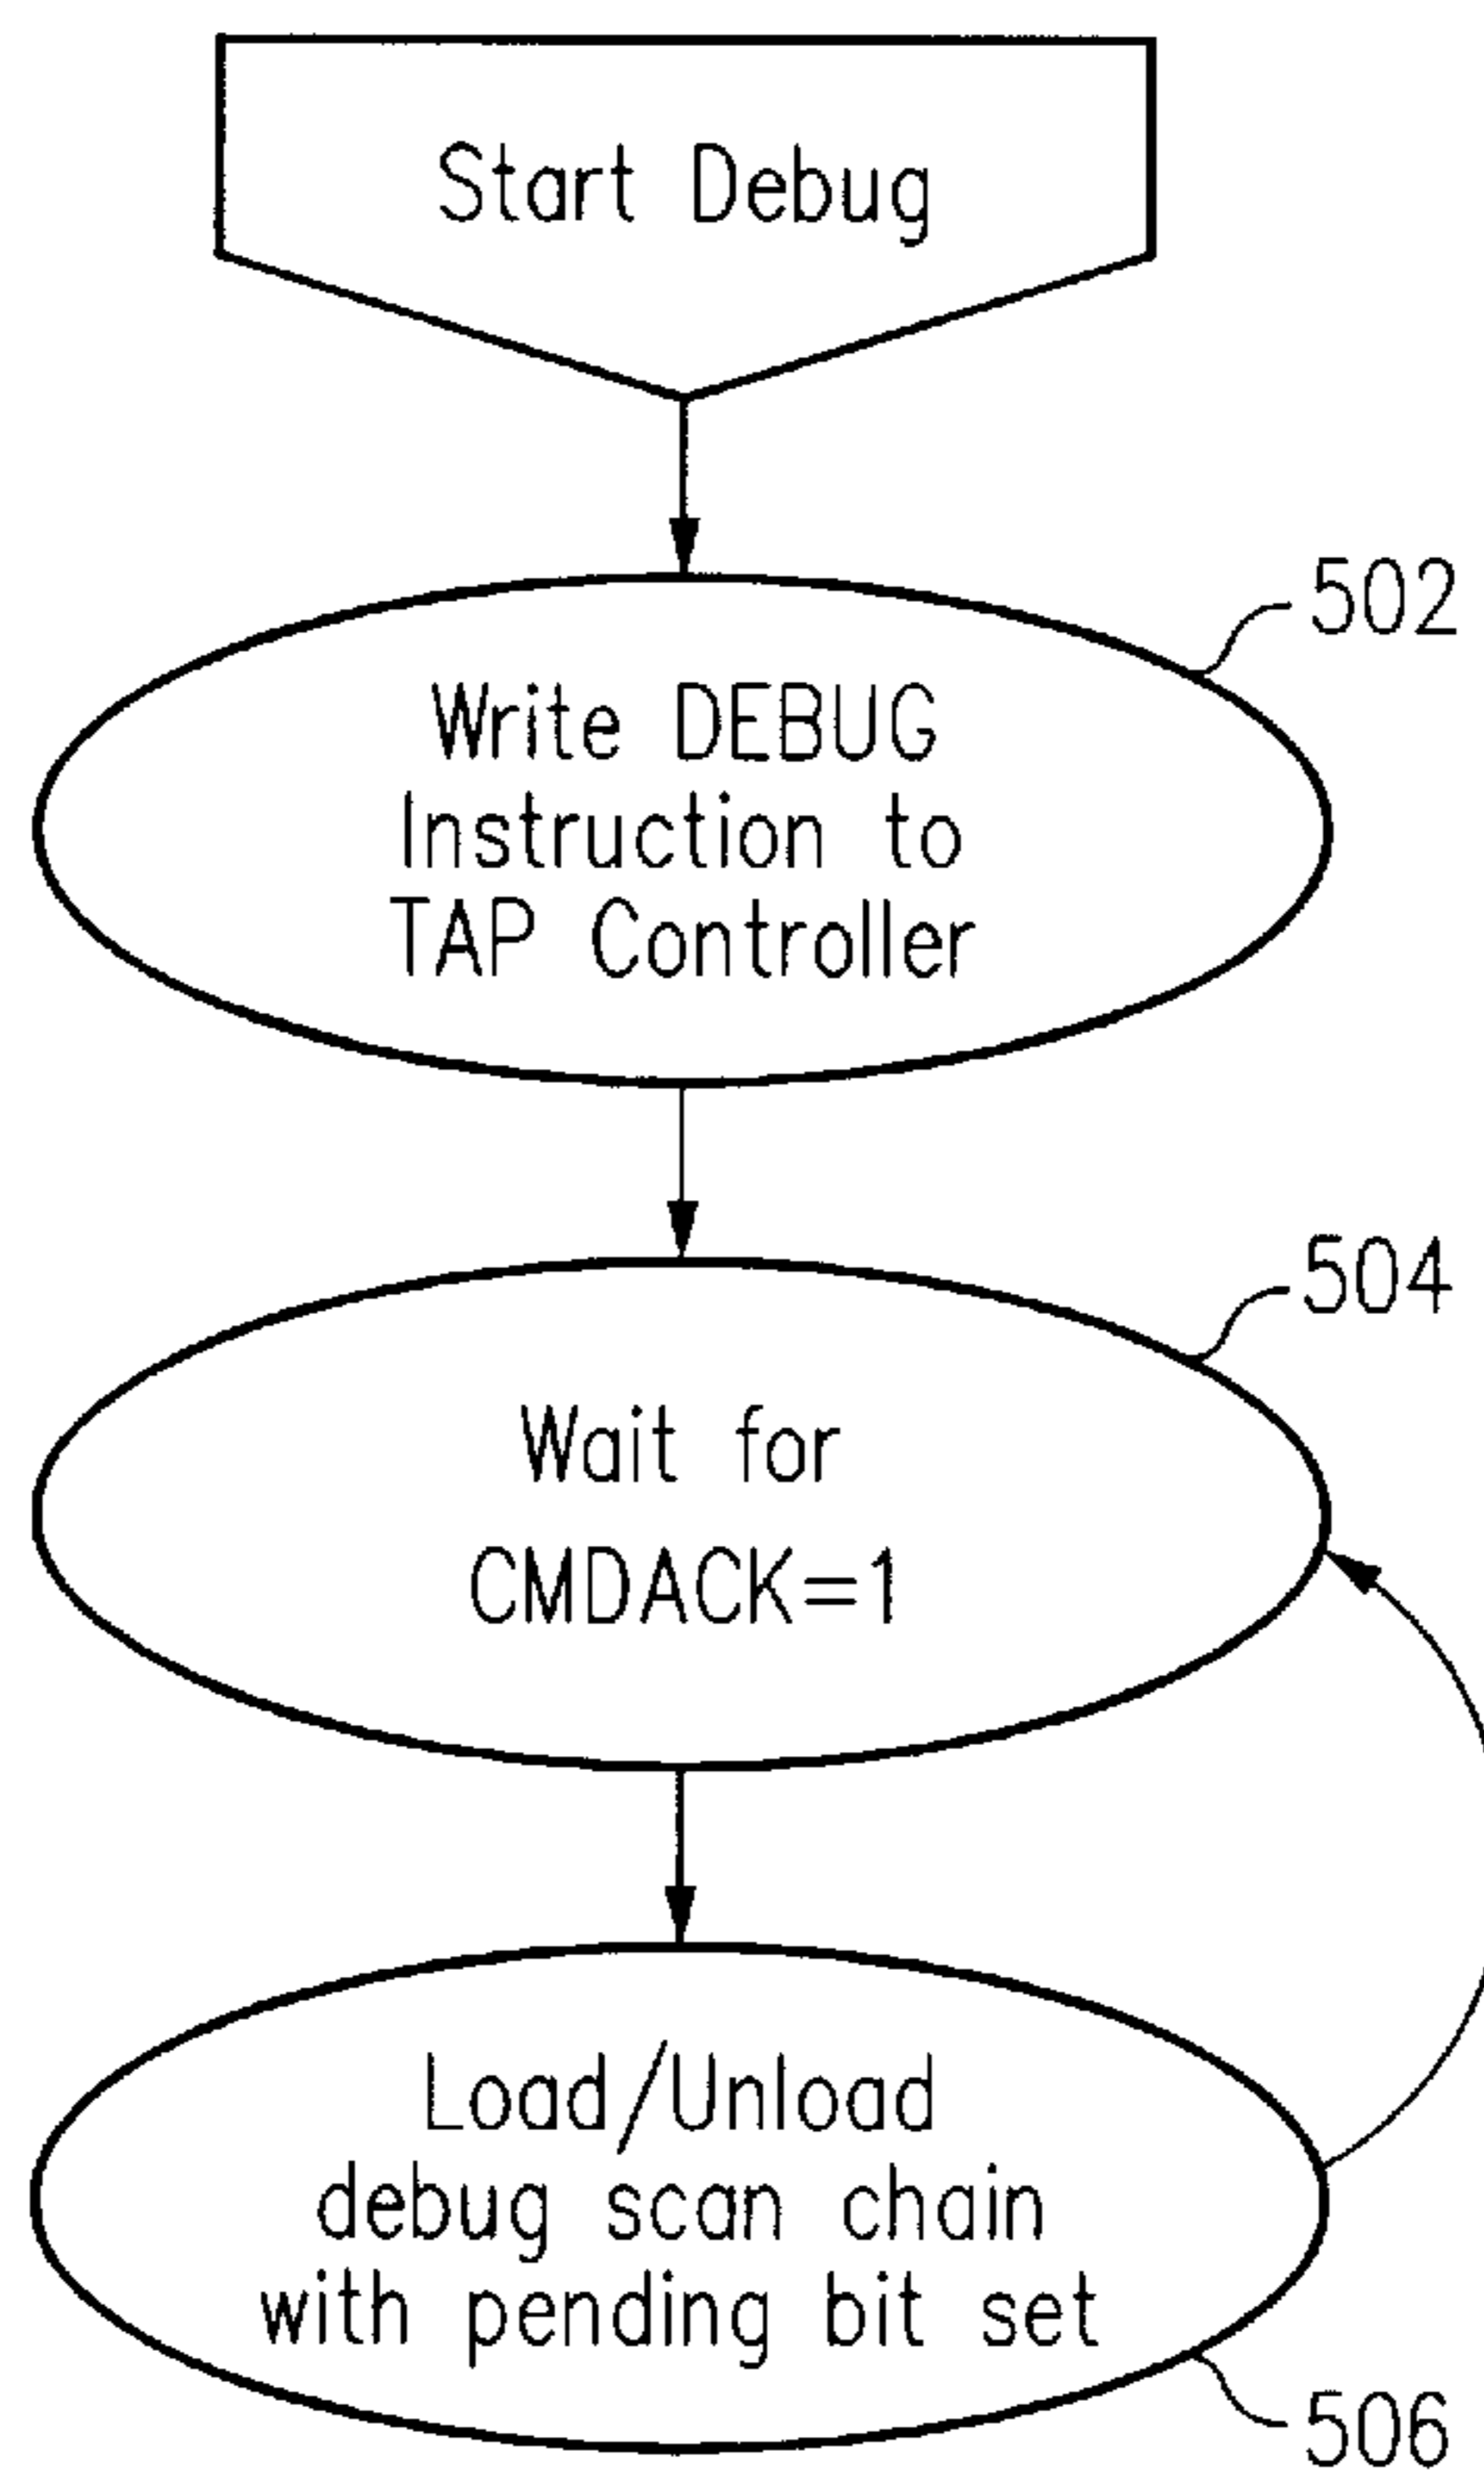 Start Debug
502
Write DEBUG
Instruction to
TAP Controller
504
Wait for
CMDACK=1
Load/Unload
debug scan chain
with pending bit set
506